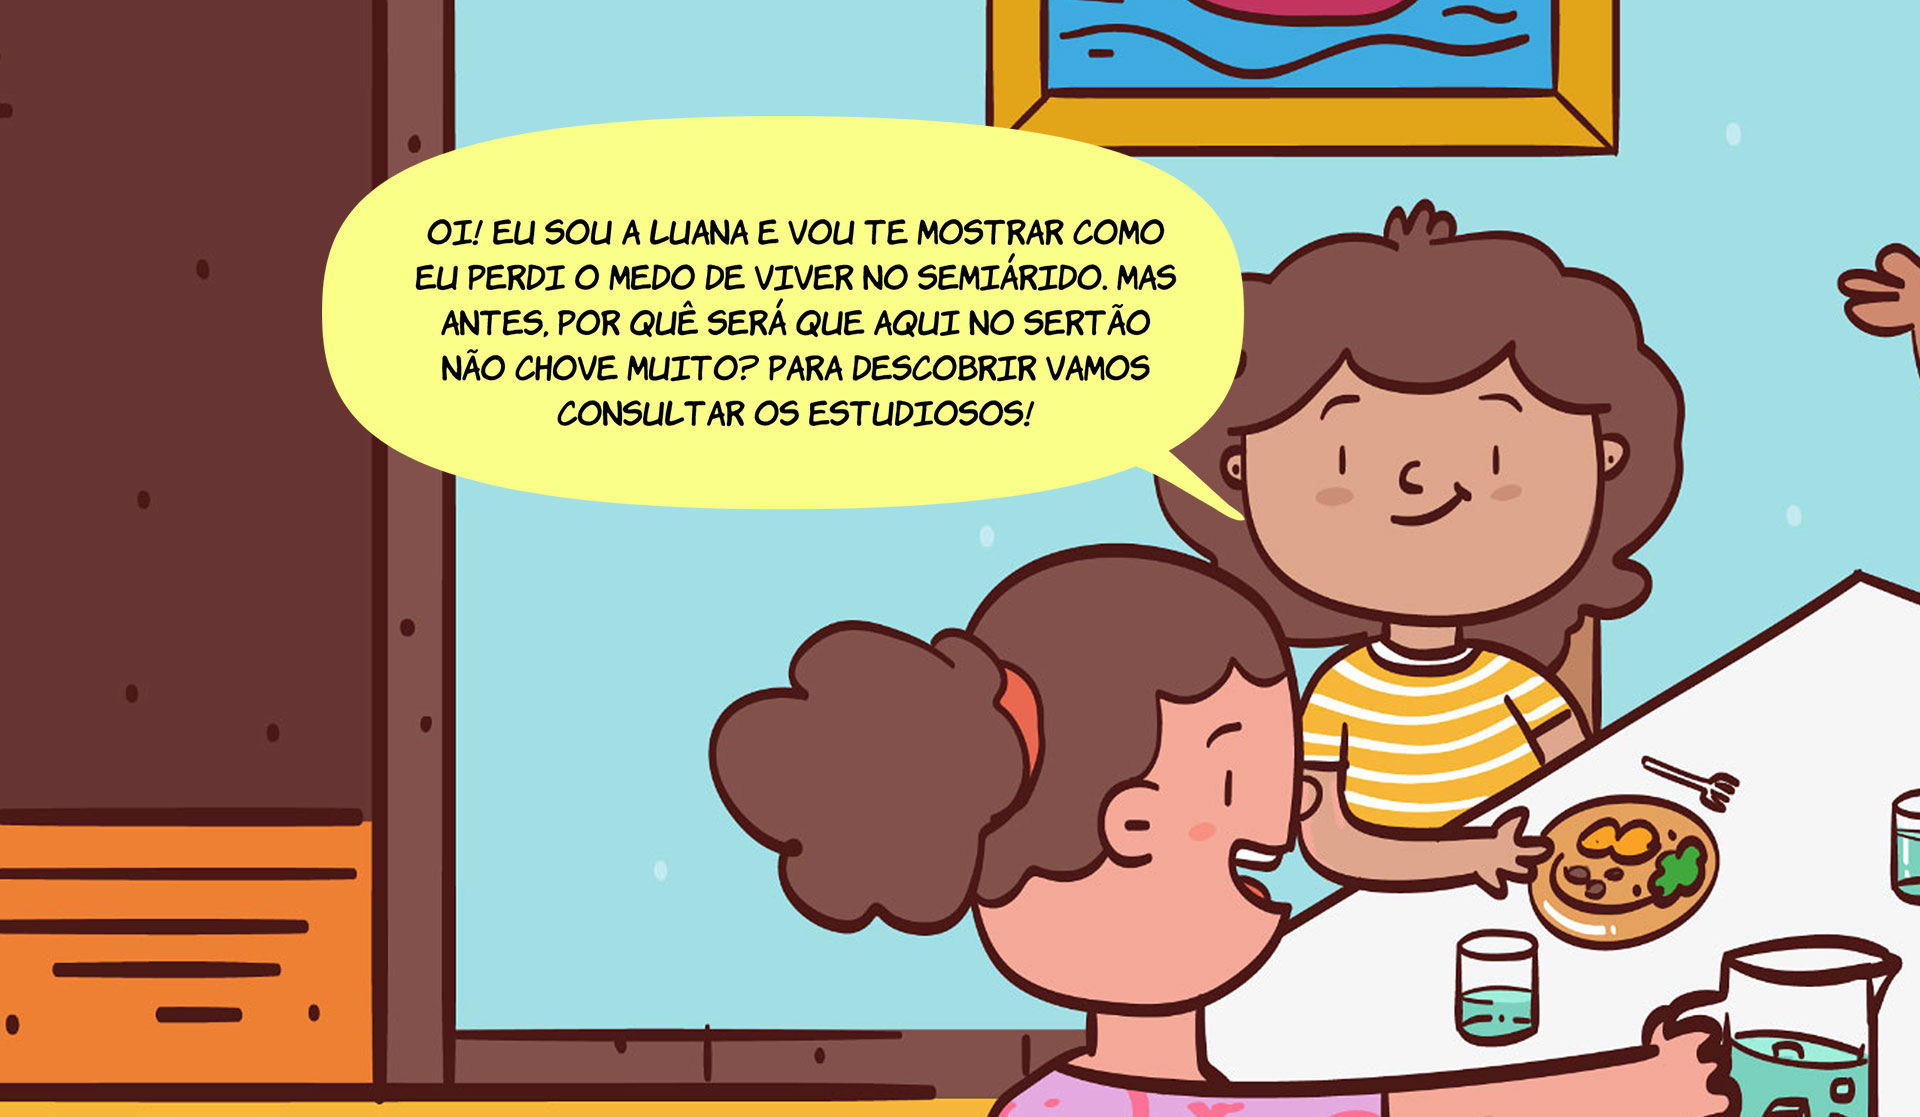 OI! EU SOU A LUANA E VOU TE MOSTRAR COMO
EU PERDI O MEDO DE VIVER NO SEMIÁRIDO. MAS
ANTES, POR QUÊ SERÁ QUE AQUI NO SERTÃO
NÃO CHOVE MUITO? PARA DESCOBRIR VAMOS
CONSULTAR OS ESTUDIOSOS!